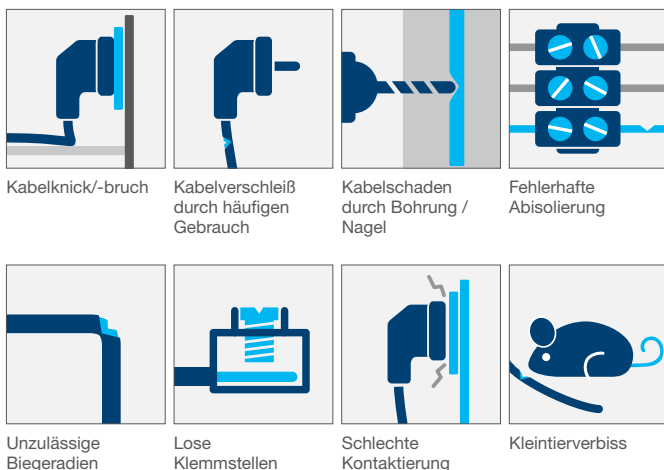 Kabelknick/-bruch
Kabelverschleiß
durch häufigen
Gebrauch
Kabelschaden
durch Bohrung /
Nagel
Fehlerhafte
Abisolierung
Unzulässige
Biegeradien
Lose
Klemmstellen
Schlechte
Kontaktierung
Kleintierverbiss